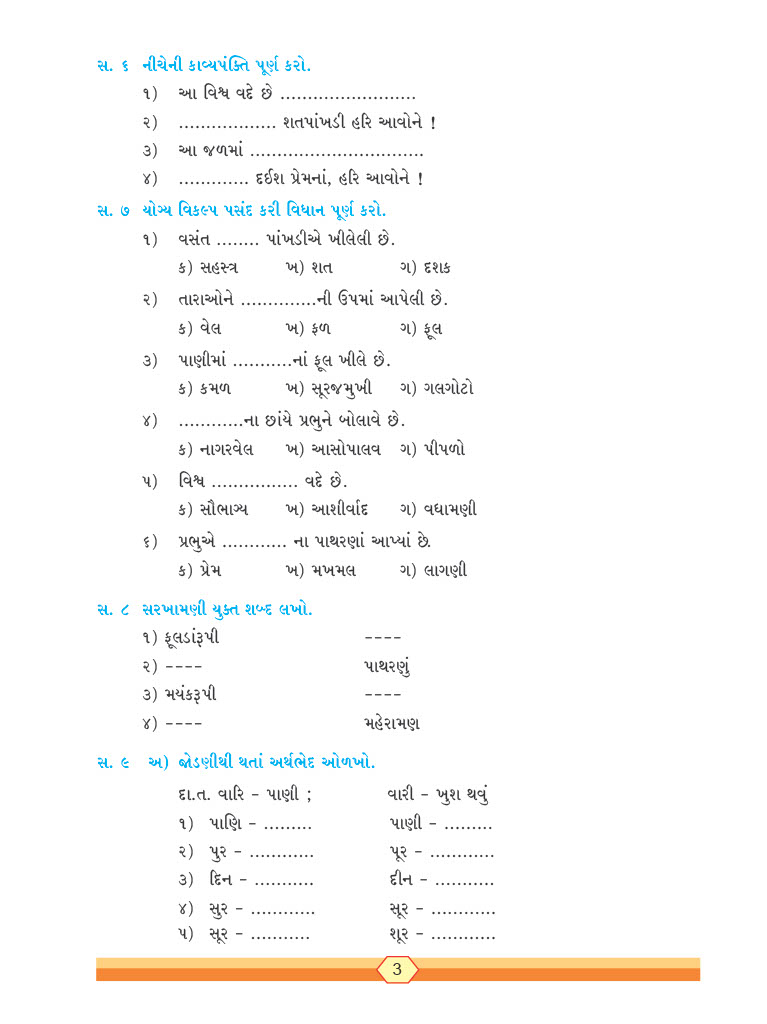 સ. ૬ નીચેની કાવ્યપંક્તિ પૂર્ણ કરો.
૧) આ વિશ્વ વદે છે .........................
૨) .................. શતપાંખડી હરિ આવોને !
૩) આ જળમાં ................................
૪) ............. દઈશ પ્રેમનાં, હરિ આવોને !
સ. ૭ યોગ્ય વિકલ્પ પસંદ કરી વિધાન પૂર્ણ કરો.
૧) વસંત ........ પાંખડીએ ખીલેલી છે.
ક) સહસ્ત્ર ખ) શત ગ) દશક
૨) તારાઓને ..............ની ઉપમાં આપેલી છે.
ક) વેલ ખ) ફળ ગ) ફૂલ
૩) પાણીમાં ...........નાં ફૂલ ખીલે છે.
ક) કમળ ખ) સૂરજમુખી ગ) ગલગોટો
૪) ............ના છાંયે પ્રભુને બોલાવે છે.
ક) નાગરવેલ ખ) આસોપાલવ ગ) પીપળો
૫) વિશ્વ ................ વદે છે.
ક) સૌભાગ્ય ખ) આશીર્વાદ ગ) વધામણી
૬) પ્રભુએ ............ ના પાથરણાં આપ્યાં છે.
ક) પ્રેમ ખ) મખમલ ગ) લાગણી
સ. ૮ સરખામણી યુક્ત શબ્દ લખો.
૧) ફૂલડાંરૂપી ----
૨) ---- પાથરણું
૩) મયંકરૂપી ----
૪) ---- મહેરામણ
સ. ૯ અ) જોડણીથી થતાં અર્થભેદ ઓળખો.
દા.ત. વારિ - પાણી ; વારી - ખુશ થવું
૧) પાણિ - ......... પાણી - .........
૨) પુર - ............ પૂર - ............
૩) દિન - ........... દીન - ...........
૪) સુર - ............ સૂર - ............
૫) સૂર - ........... શૂર - ............
3